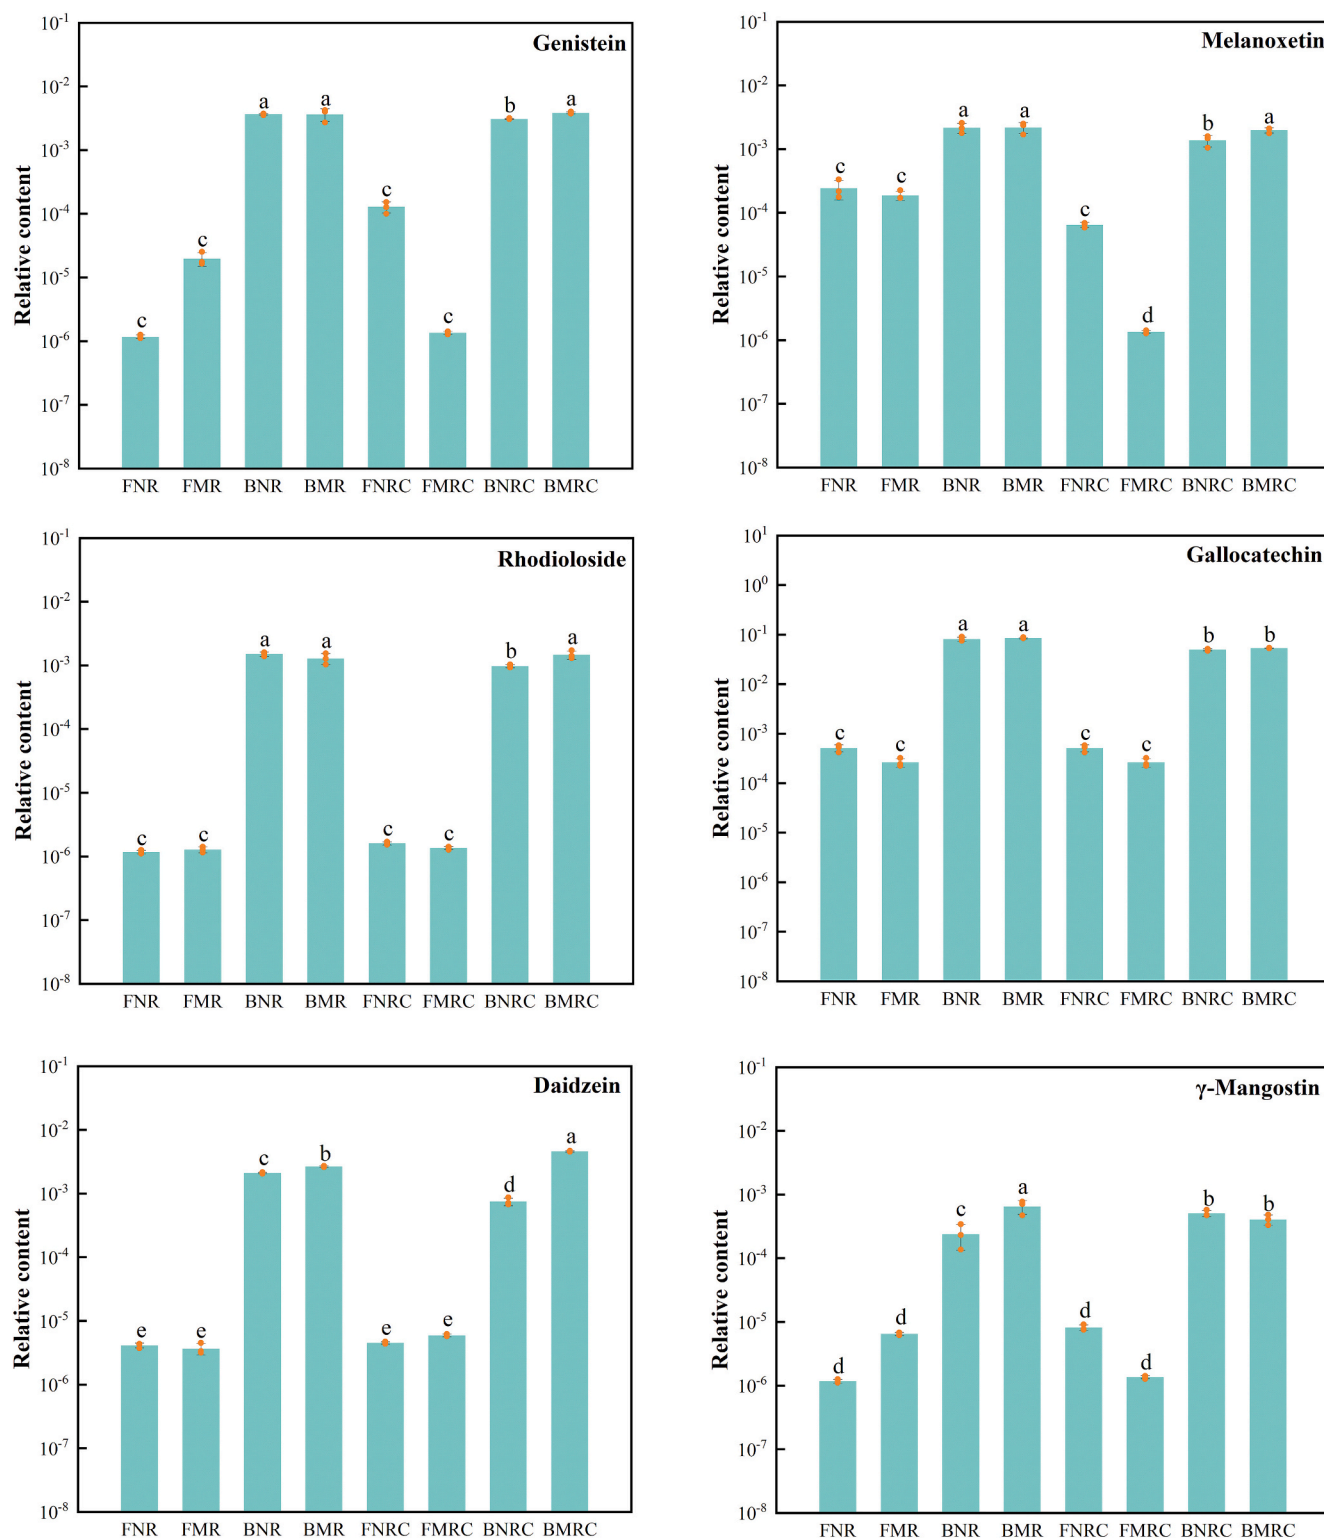 Genistein
Relative content
10⁻¹
10⁻²
10⁻³
10⁻⁴
10⁻⁵
10⁻⁶
10⁻⁷
10⁻⁸
c c a a c c b a
FNR FMR BNR BMR FNRC FMRC BNRC BMRC
Melanoxetin
Relative content
10⁻¹
10⁻²
10⁻³
10⁻⁴
10⁻⁵
10⁻⁶
10⁻⁷
10⁻⁸
c c a a c d b a
FNR FMR BNR BMR FNRC FMRC BNRC BMRC
Rhodioloside
Relative content
10⁻¹
10⁻²
10⁻³
10⁻⁴
10⁻⁵
10⁻⁶
10⁻⁷
10⁻⁸
c c a a c c b a
FNR FMR BNR BMR FNRC FMRC BNRC BMRC
Gallocatechin
Relative content
10¹
10⁰
10⁻¹
10⁻²
10⁻³
10⁻⁴
10⁻⁵
10⁻⁶
10⁻⁷
10⁻⁸
c c a a c c b b
FNR FMR BNR BMR FNRC FMRC BNRC BMRC
Daidzein
Relative content
10⁻¹
10⁻²
10⁻³
10⁻⁴
10⁻⁵
10⁻⁶
10⁻⁷
10⁻⁸
e e c b e e d a
FNR FMR BNR BMR FNRC FMRC BNRC BMRC
γ-Mangostin
Relative content
10⁻¹
10⁻²
10⁻³
10⁻⁴
10⁻⁵
10⁻⁶
10⁻⁷
10⁻⁸
d d c a d d b b
FNR FMR BNR BMR FNRC FMRC BNRC BMRC